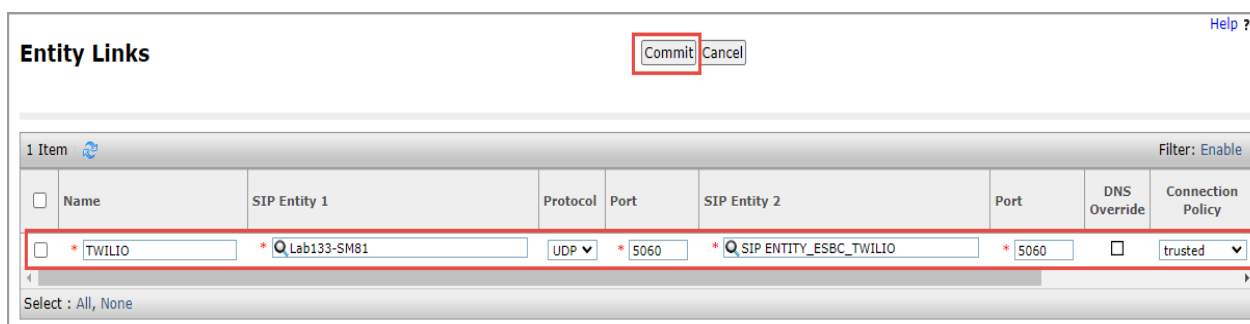 Help ?
Entity Links
Commit Cancel
1 Item
Filter: Enable
Name SIP Entity 1 Protocol Port SIP Entity 2 Port DNS Override Connection Policy
* TWILIO * Lab133-SM81 UDP * 5060 * SIP ENTITY_ESBC_TWILIO * 5060 trusted
Select : All, None